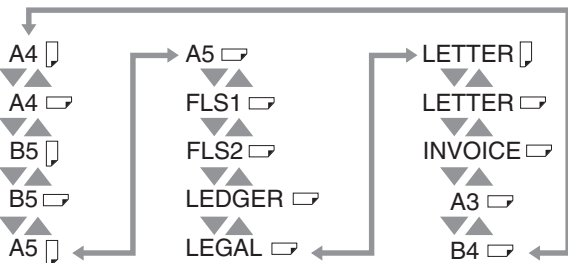 A4
A4
B5
B5
A5
A5
FLS1
FLS2
LEDGER
LEGAL
LETTER
LETTER
INVOICE
A3
B4